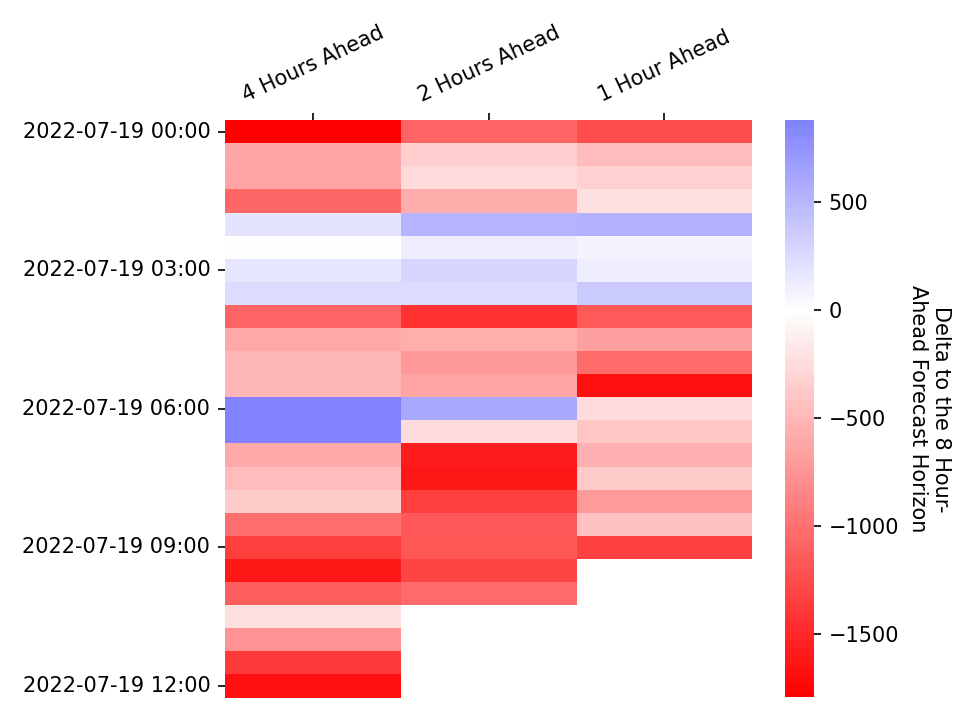 4 Hours Ahead
2 Hours Ahead
1 Hour Ahead
2022-07-19 00:00
2022-07-19 03:00
2022-07-19 06:00
2022-07-19 09:00
2022-07-19 12:00
500
0
−500
−1000
−1500
Delta to the 8 Hour-
Ahead Forecast Horizon